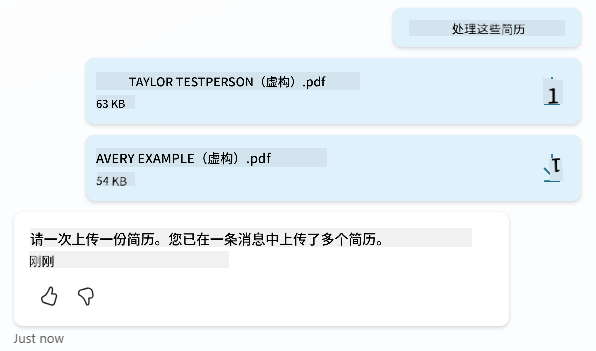 处理这些简历
TAYLOR TESTPERSON（虚构）.pdf
63 KB
1
AVERY EXAMPLE（虚构）.pdf
54 KB
1
请一次上传一份简历。您已在一条消息中上传了多个简历。
刚刚
Just now